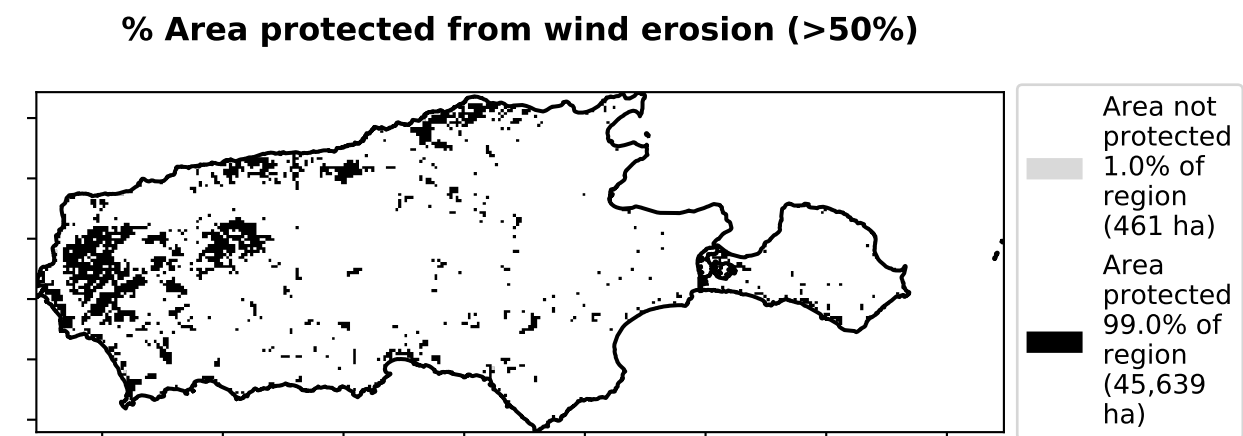 % Area protected from wind erosion (>50%)
Area not
protected
1.0% of
region
(461 ha)
Area
protected
99.0% of
region
(45,639
ha)